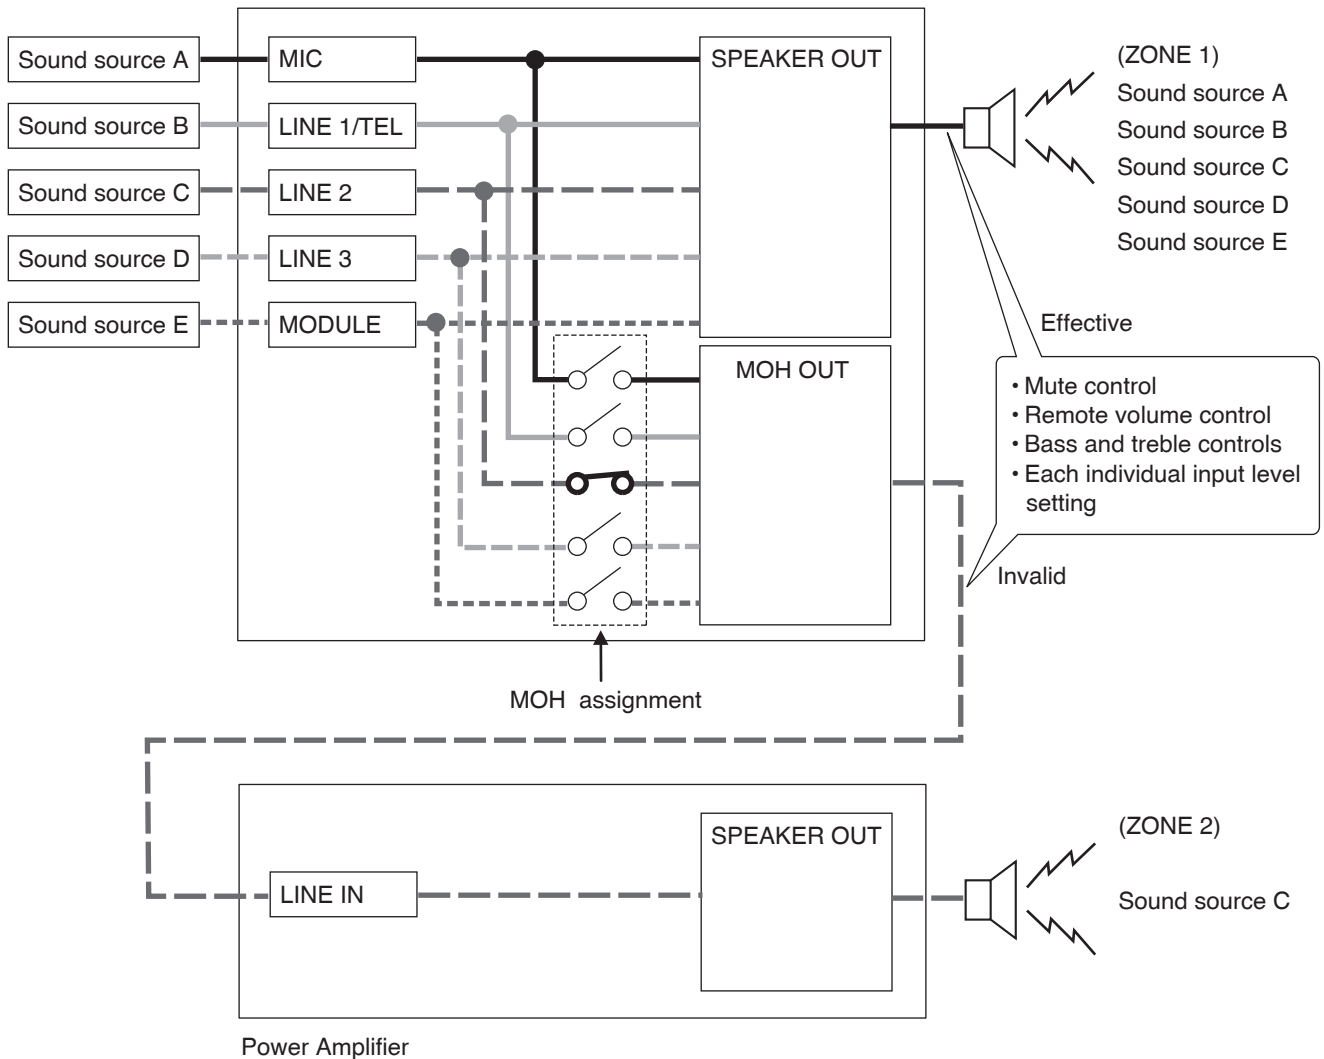 Sound source A
MIC
SPEAKER OUT
(ZONE 1)
Sound source A
Sound source B
Sound source C
Sound source D
Sound source E
Sound source B
LINE 1/TEL
Sound source C
LINE 2
Sound source D
LINE 3
Sound source E
MODULE
Effective
MOH OUT
• Mute control
• Remote volume control
• Bass and treble controls
• Each individual input level
setting
Invalid
MOH assignment
SPEAKER OUT
(ZONE 2)
LINE IN
Sound source C
Power Amplifier